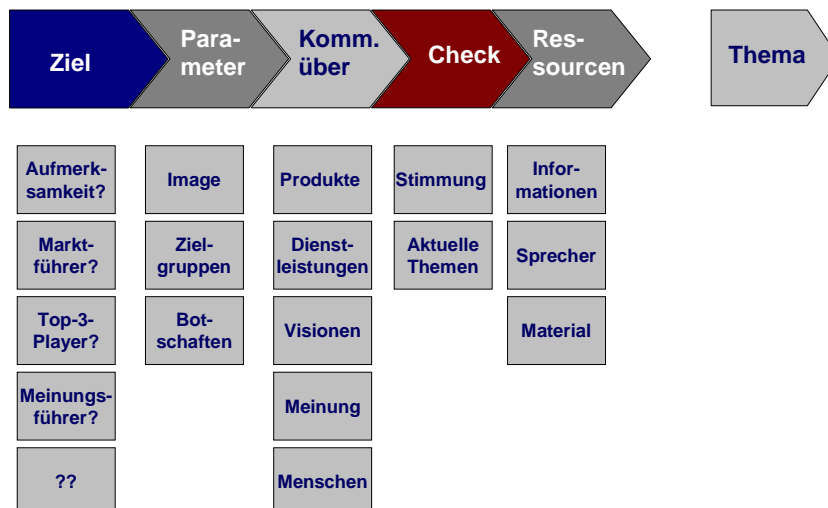 Ziel
Para-
meter
Komm.
über
Check
Res-
sourcen
Thema
Aufmerk-
samkeit?
Markt-
führer?
Top-3-
Player?
Meinungs-
führer?
??
Image
Ziel-
gruppen
Bot-
schaften
Produkte
Dienst-
leistungen
Visionen
Meinung
Menschen
Stimmung
Aktuelle
Themen
Infor-
mationen
Sprecher
Material